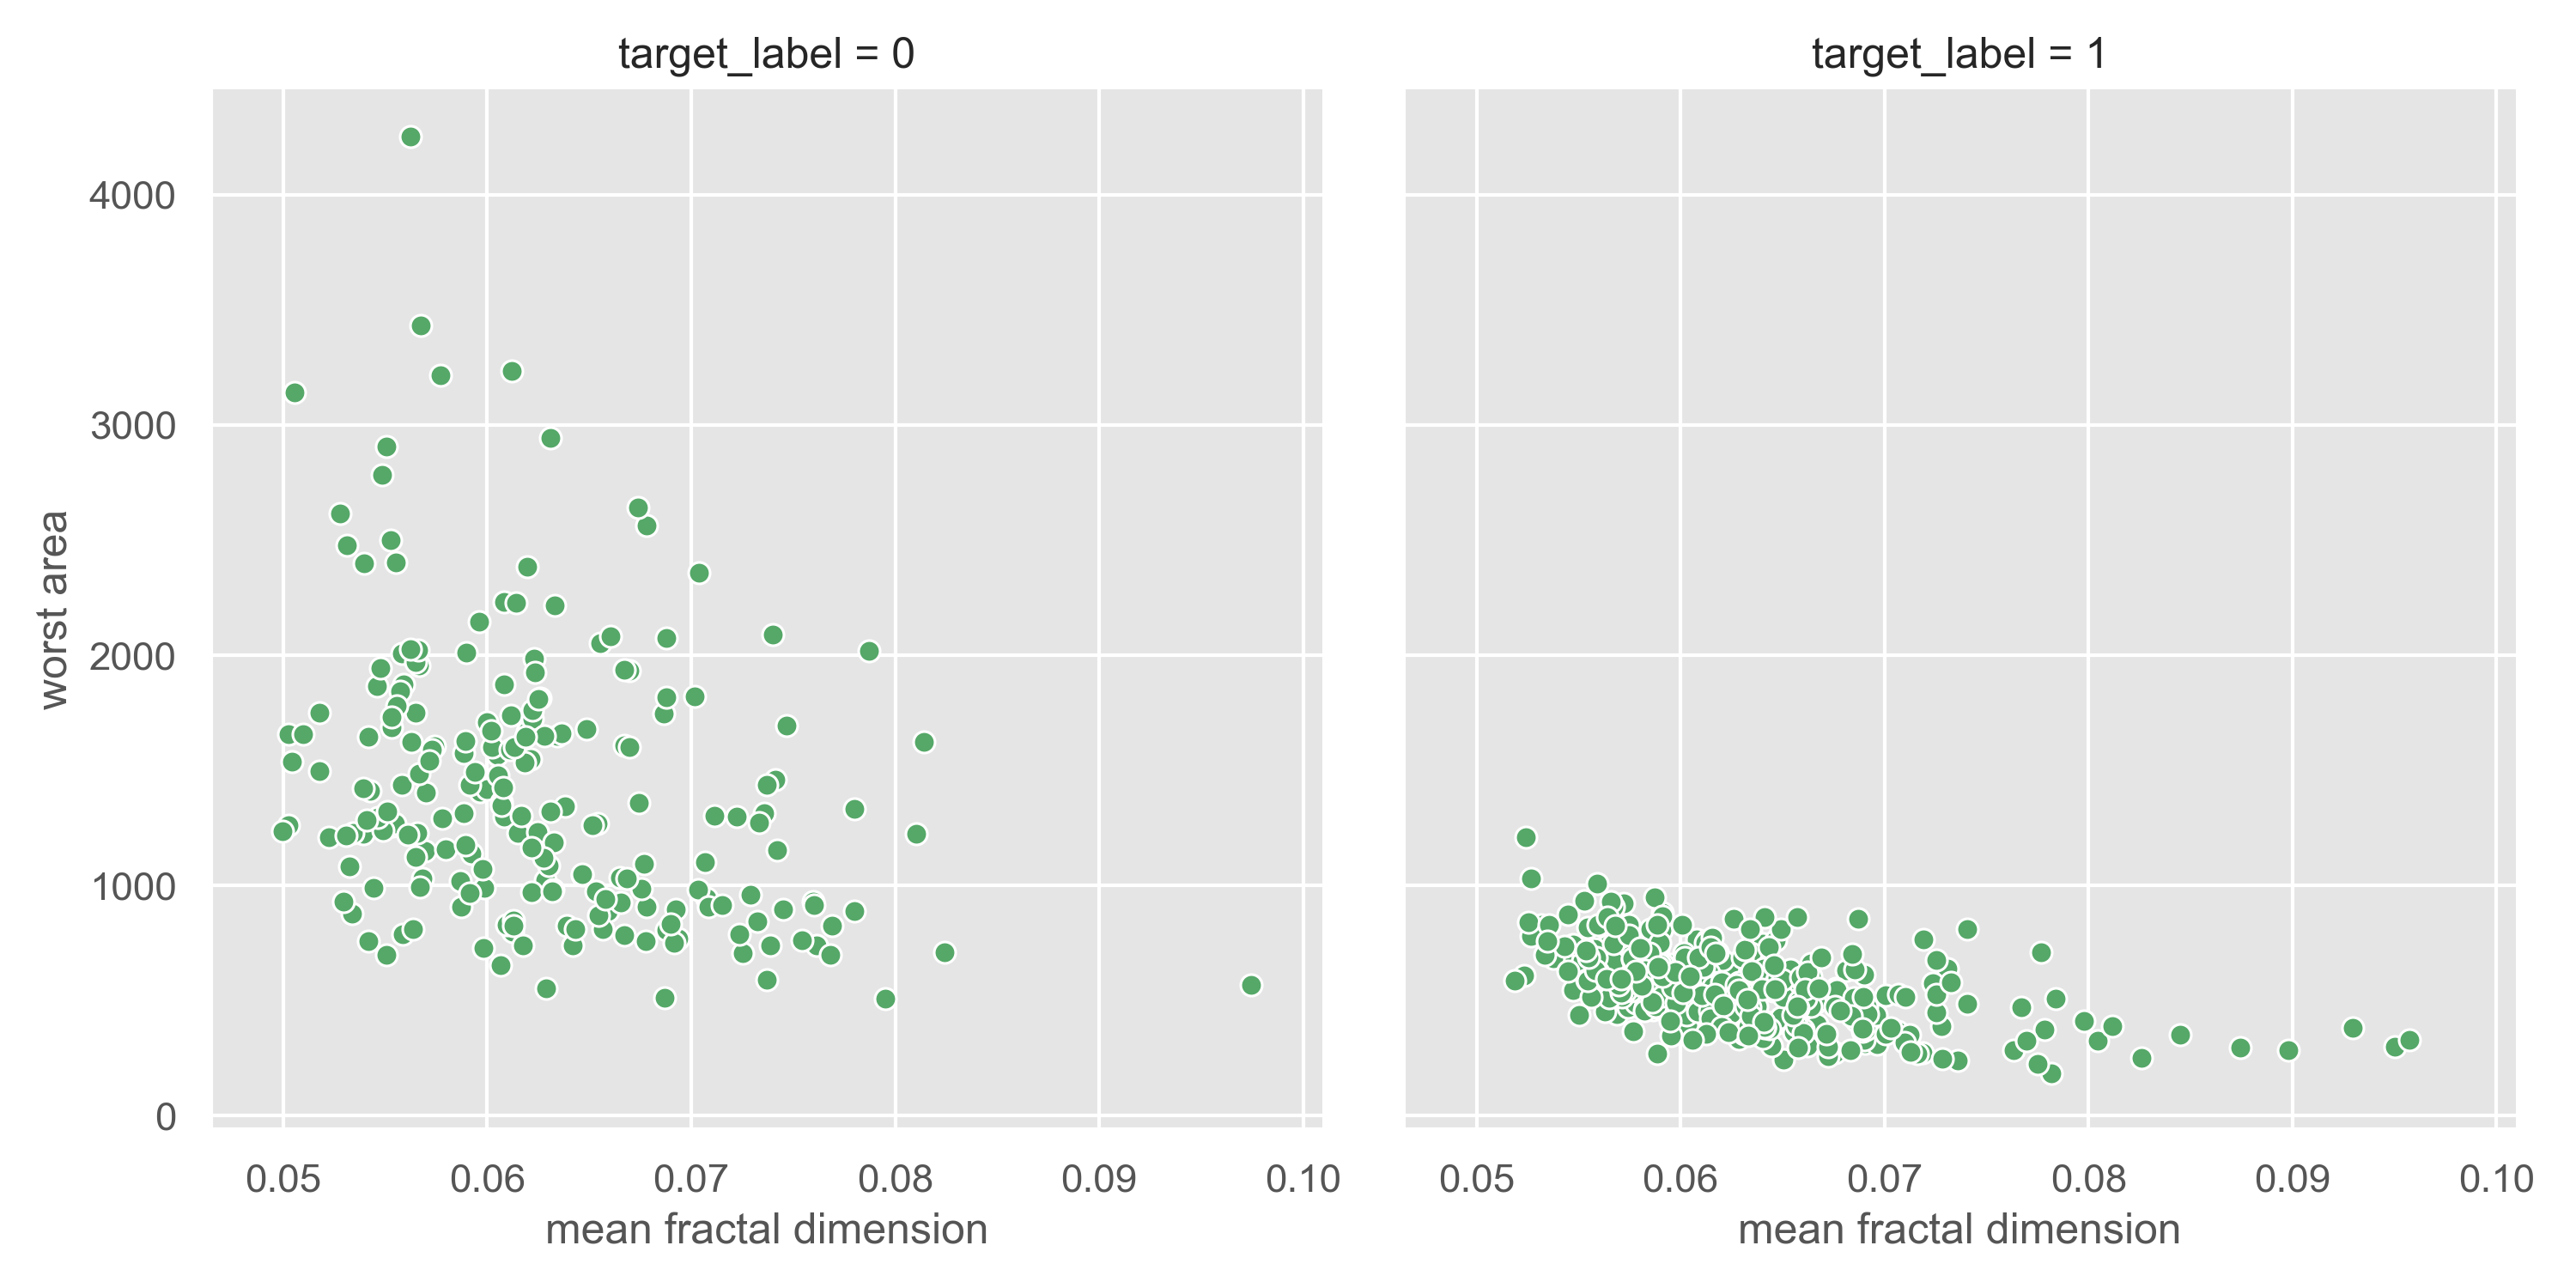 target_label = 0
target_label = 1
4000
3000
2000
1000
0
worst area
0.05 0.06 0.07 0.08 0.09 0.10
0.05 0.06 0.07 0.08 0.09 0.10
mean fractal dimension
mean fractal dimension